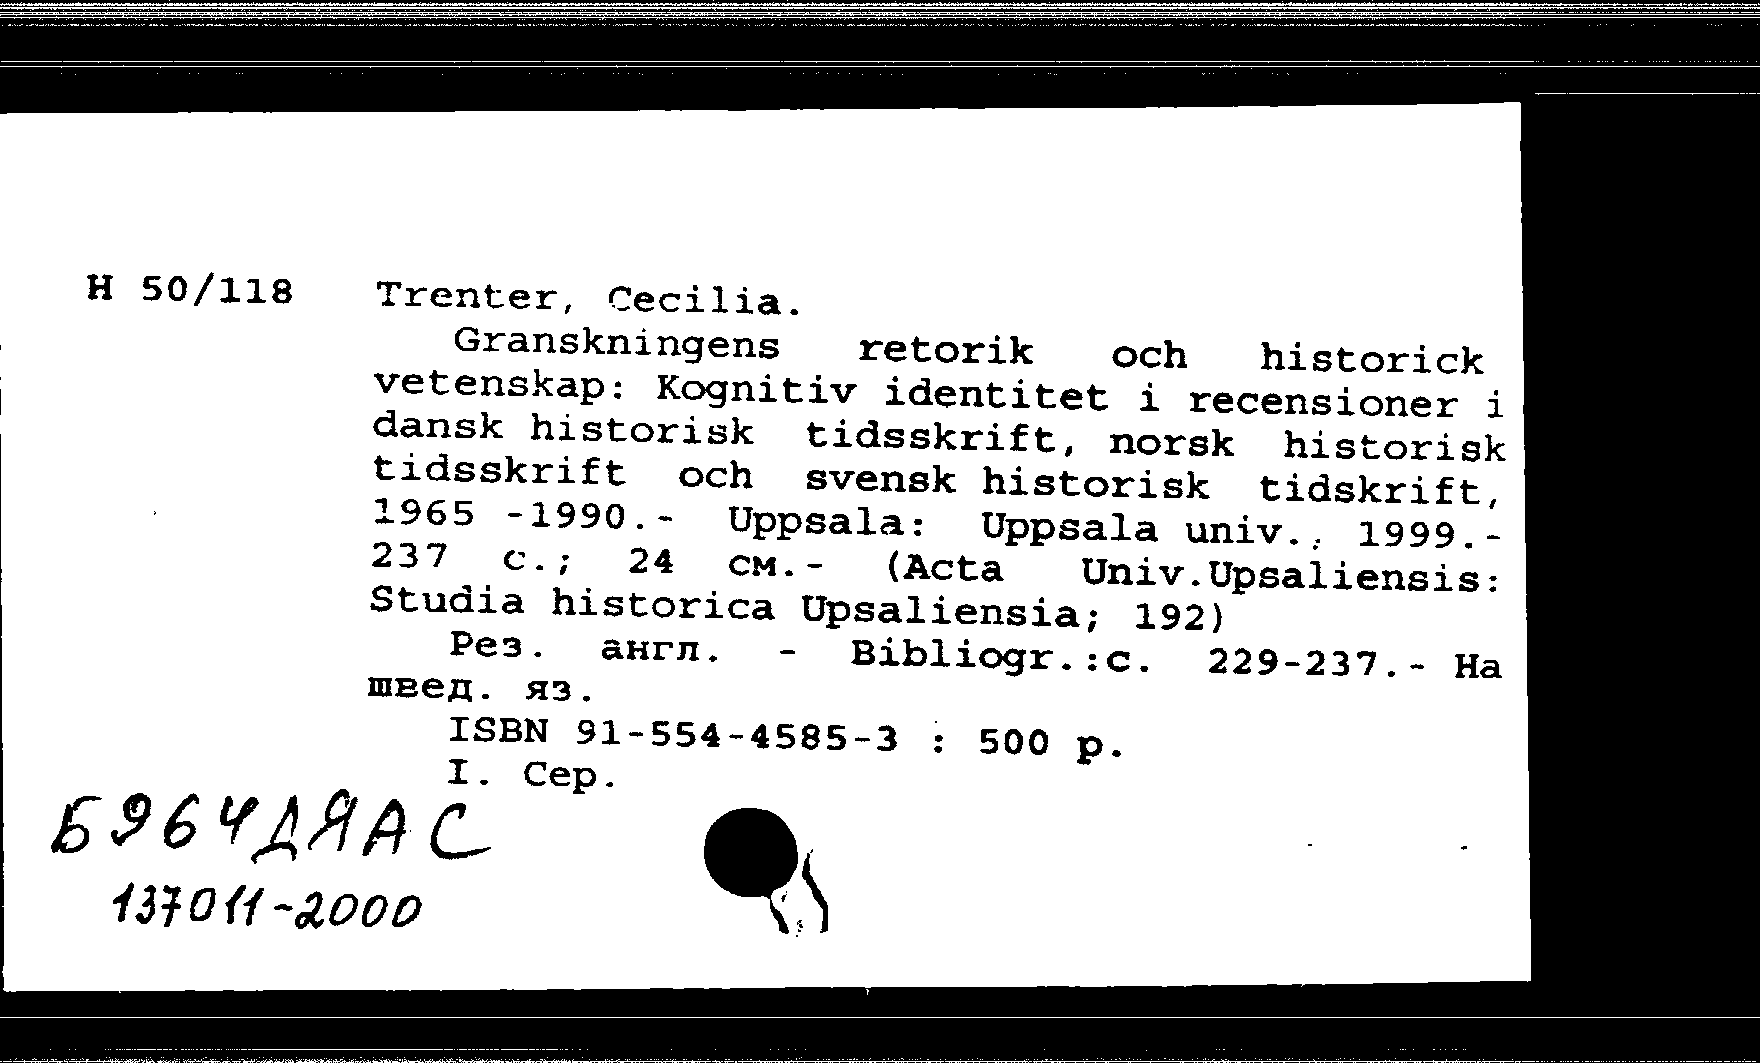 Н 50/118 Trenter, Cecilia.
Granskningens retorik och historick
vetenskap: Kognitiv identitet i recensioner i
dansk historisk tidsskrift, norsk historisk
tidsskrift och svensk historisk tidskrift,
1965 -1990.- Uppsala: Uppsala univ., 1999.-
237 с.; 24 см.- (Acta Univ.Upsaliensis:
Studia historica Upsaliensia; 192)
Рез. англ. - Bibliogr.:с. 229-237.- На
швед. яз.
ISBN 91-554-4585-3 : 500 р.
I. Сер.
Б964ДЯАС
137011-2000